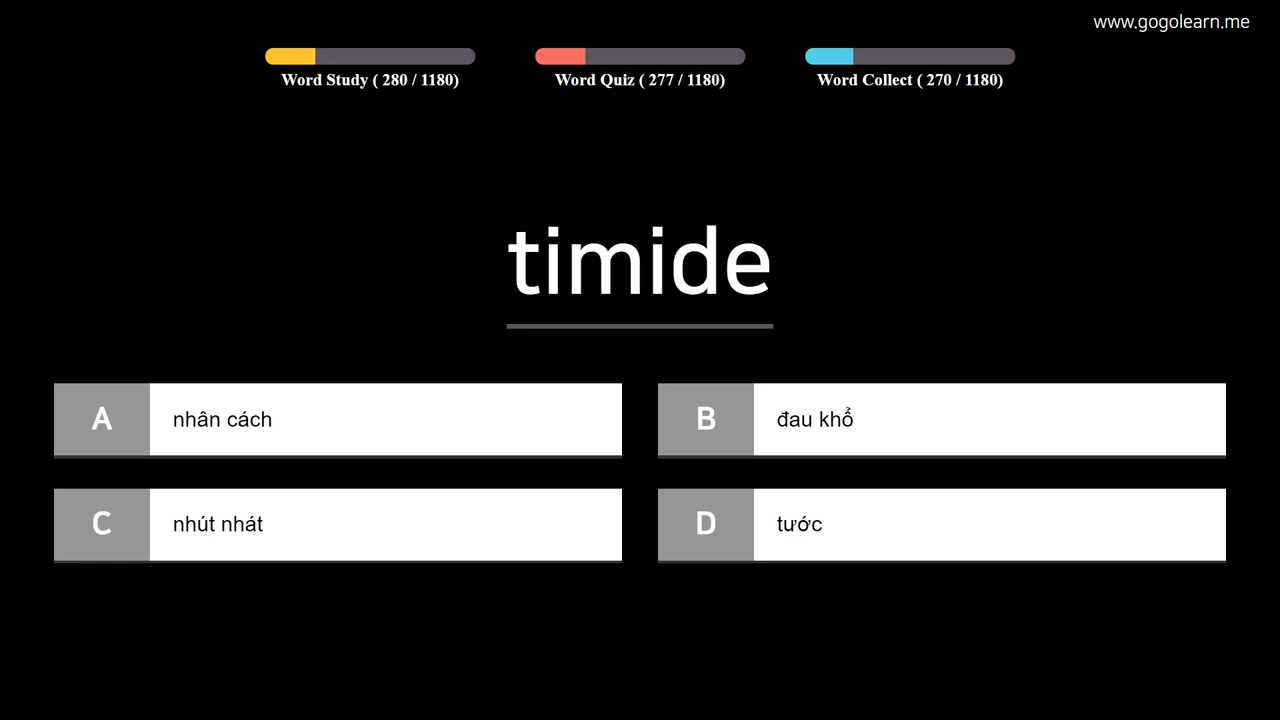 www.gogolearn.me
Word Study ( 280 / 1180)
Word Quiz ( 277 / 1180)
Word Collect ( 270 / 1180)
timide
A
nhân cách
B
đau khổ
C
nhút nhát
D
tước